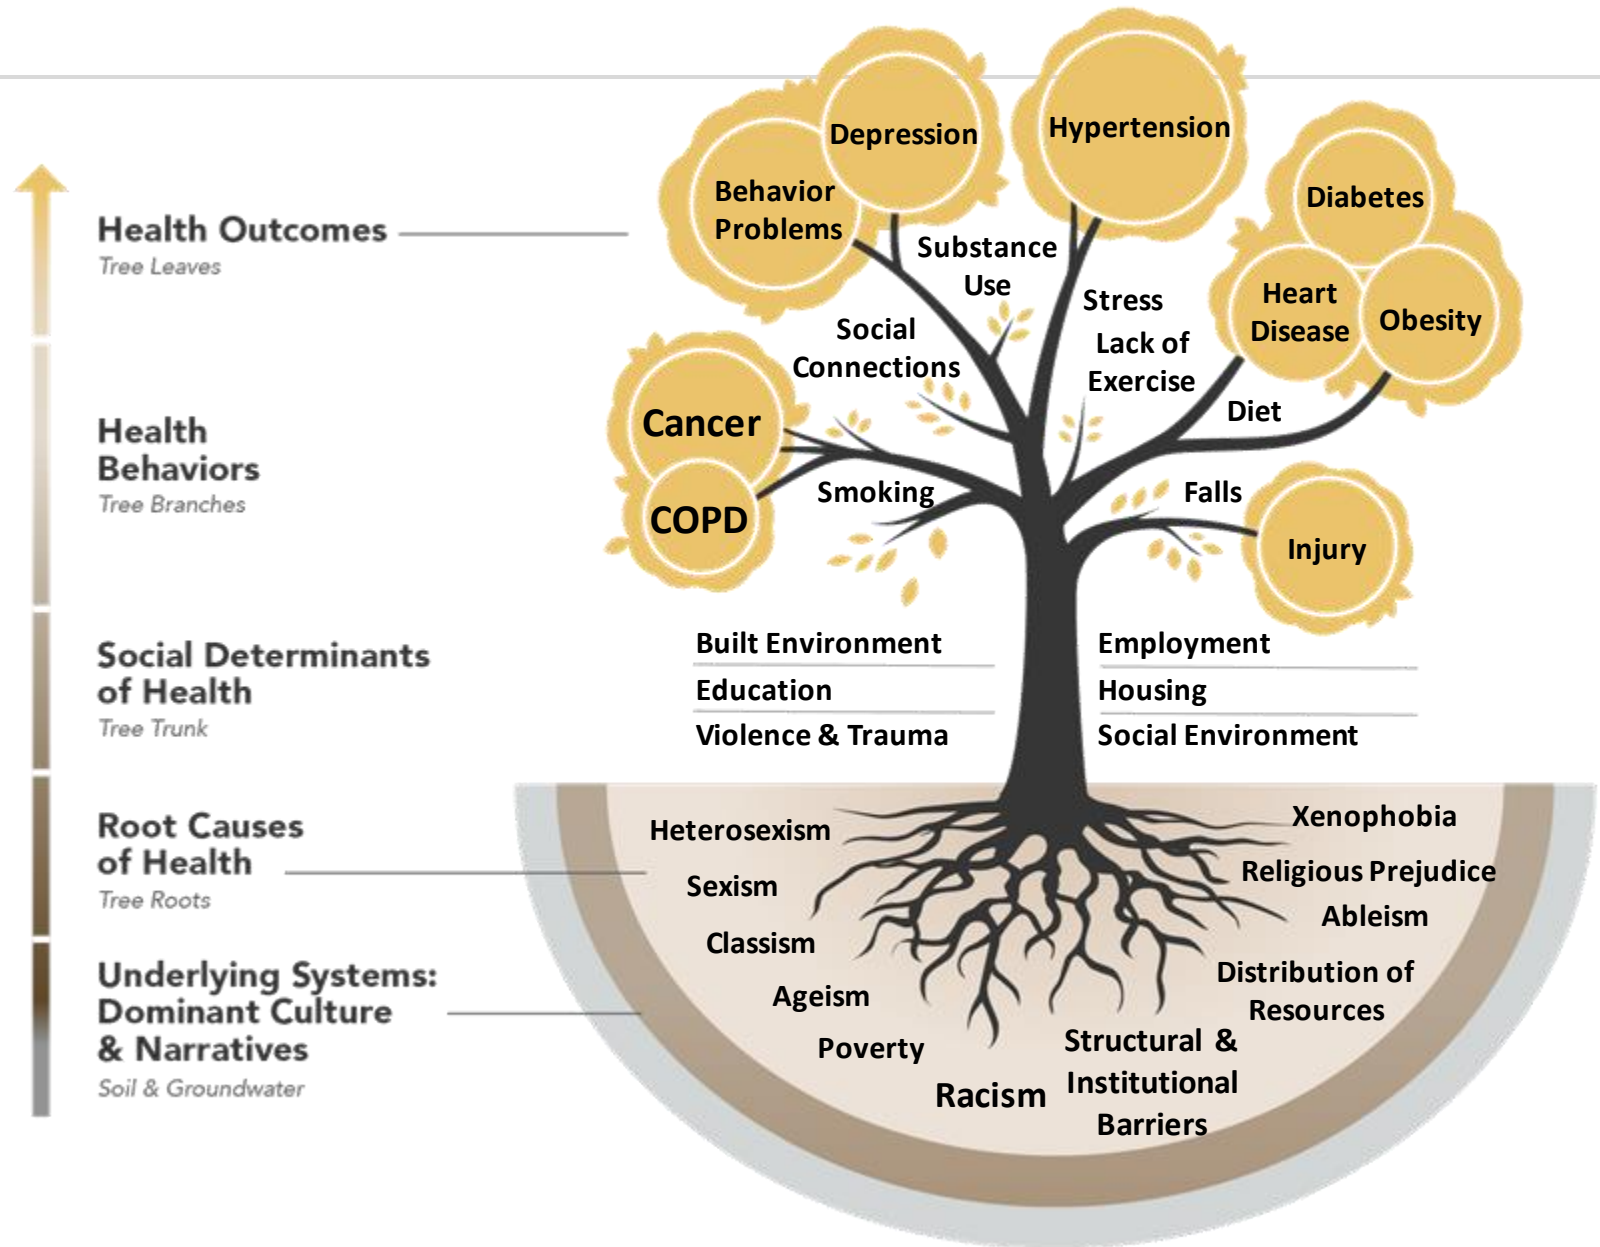 Health Outcomes
Tree Leaves
Health
Behaviors
Tree Branches
Social Determinants
of Health
Tree Trunk
Root Causes
of Health
Tree Roots
Underlying Systems:
Dominant Culture
& Narratives
Soil & Groundwater
Depression
Behavior
Problems
Hypertension
Diabetes
Heart
Disease
Obesity
Substance
Use
Stress
Social
Connections
Lack of
Exercise
Diet
Cancer
COPD
Smoking
Falls
Injury
Built Environment
Education
Violence & Trauma
Employment
Housing
Social Environment
Heterosexism
Sexism
Classism
Ageism
Poverty
Racism
Structural &
Institutional
Barriers
Xenophobia
Religious Prejudice
Ableism
Distribution of
Resources